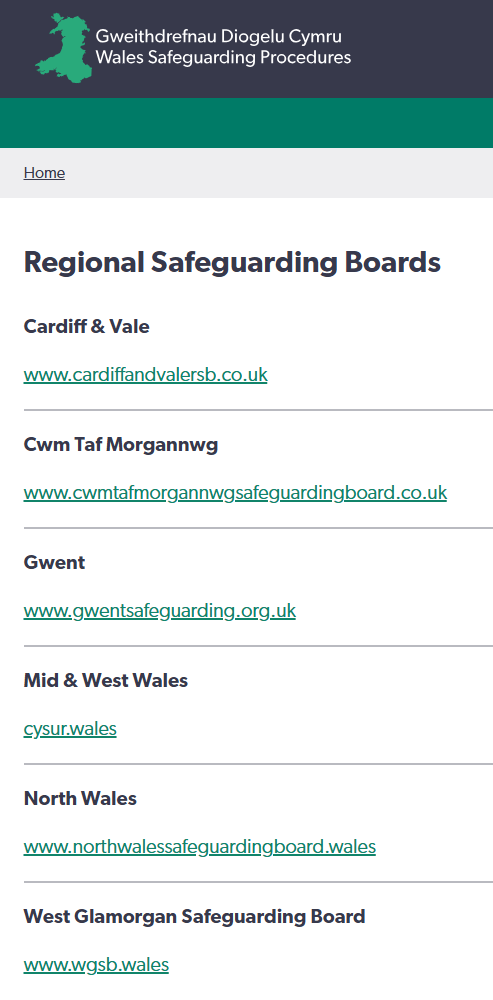 Gweithdrefnau Diogelu Cymru
Wales Safeguarding Procedures
Home
Regional Safeguarding Boards
Cardiff & Vale
www.cardiffandvalersb.co.uk
Cwm Taf Morgannwg
www.cwmtafmorgannwgsafeguardingboard.co.uk
Gwent
www.gwentsafeguarding.org.uk
Mid & West Wales
cysur.wales
North Wales
www.northwalessafeguardingboard.wales
West Glamorgan Safeguarding Board
www.wgsb.wales